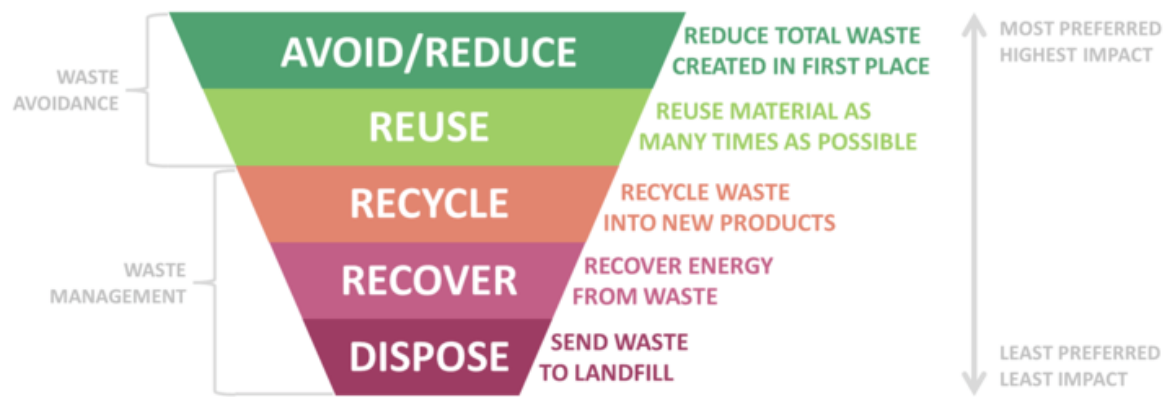 AVOID/REDUCE
REDUCE TOTAL WASTE
CREATED IN FIRST PLACE
MOST PREFERRED
HIGHEST IMPACT
WASTE
AVOIDANCE
REUSE
REUSE MATERIAL AS
MANY TIMES AS POSSIBLE
RECYCLE
RECYCLE WASTE
INTO NEW PRODUCTS
WASTE
MANAGEMENT
RECOVER
RECOVER ENERGY
FROM WASTE
DISPOSE
SEND WASTE
TO LANDFILL
LEAST PREFERRED
LEAST IMPACT